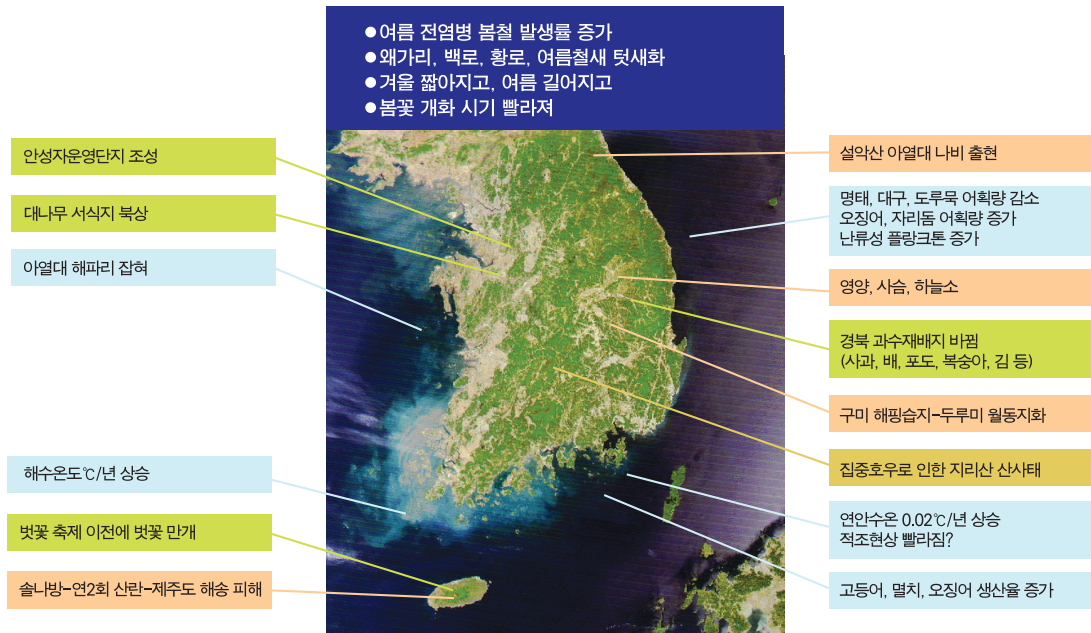 ●여름 전염병 봄철 발생률 증가
●왜가리, 백로, 황로, 여름철새 텃새화
●겨울 짧아지고, 여름 길어지고
●봄꽃 개화 시기 빨라져
안성자운영단지 조성
대나무 서식지 북상
아열대 해파리 잡혀
해수온도℃/년 상승
벚꽃 축제 이전에 벚꽃 만개
솔나방-연2회 산란-제주도 해송 피해
설악산 아열대 나비 출현
명태, 대구, 도루묵 어획량 감소
오징어, 자리돔 어획량 증가
난류성 플랑크톤 증가
영양, 사슴, 하늘소
경북 과수재배지 바뀜
(사과, 배, 포도, 복숭아, 김 등)
구미 해핑습지-두루미 월동지화
집중호우로 인한 지리산 산사태
연안수온 0.02℃/년 상승
적조현상 빨라짐?
고등어, 멸치, 오징어 생산율 증가